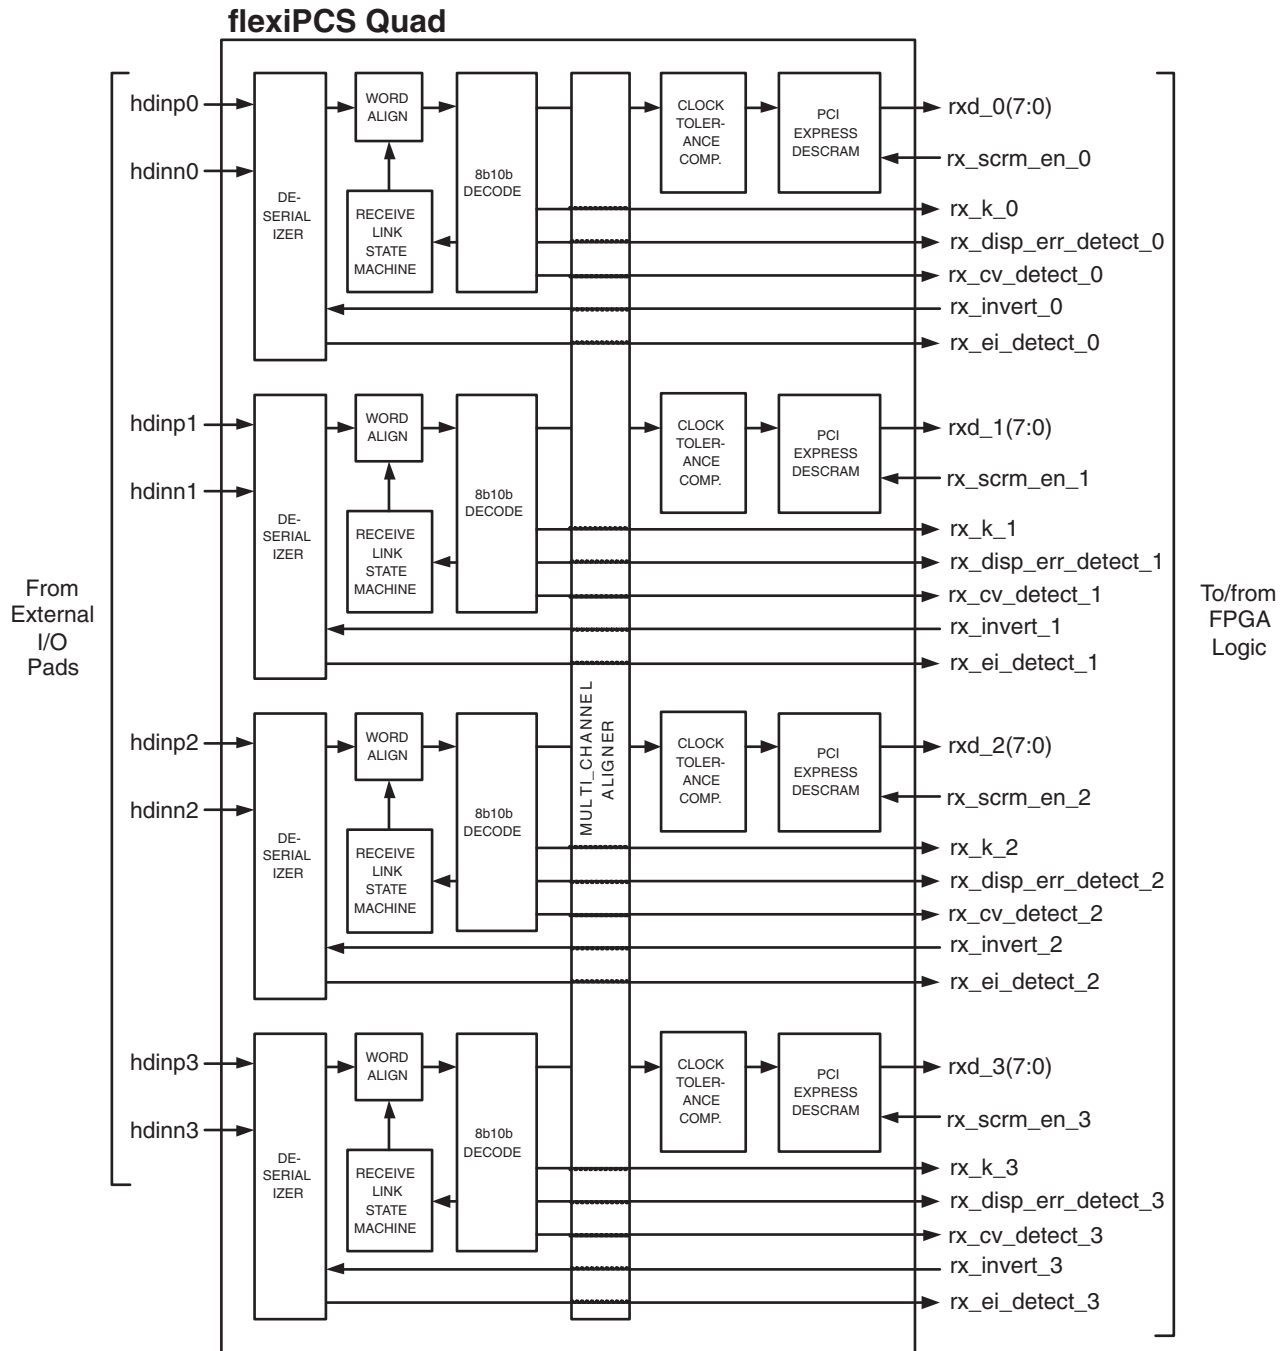 flexiPCS Quad
hdinp0
hdinn0
DE-
SERIAL
IZER
WORD
ALIGN
RECEIVE
LINK
STATE
MACHINE
8b10b
DECODE
CLOCK
TOLER-
ANCE
COMP.
PCI
EXPRESS
DESCRAM
rxd_0(7:0)
rx_scrm_en_0
rx_k_0
rx_disp_err_detect_0
rx_cv_detect_0
rx_invert_0
rx_ei_detect_0
hdinp1
hdinn1
DE-
SERIAL
IZER
WORD
ALIGN
RECEIVE
LINK
STATE
MACHINE
8b10b
DECODE
CLOCK
TOLER-
ANCE
COMP.
PCI
EXPRESS
DESCRAM
rxd_1(7:0)
rx_scrm_en_1
rx_k_1
rx_disp_err_detect_1
rx_cv_detect_1
rx_invert_1
rx_ei_detect_1
From
External
I/O
Pads
MULTI_CHANNEL
ALIGNER
To/from
FPGA
Logic
hdinp2
hdinn2
DE-
SERIAL
IZER
WORD
ALIGN
RECEIVE
LINK
STATE
MACHINE
8b10b
DECODE
CLOCK
TOLER-
ANCE
COMP.
PCI
EXPRESS
DESCRAM
rxd_2(7:0)
rx_scrm_en_2
rx_k_2
rx_disp_err_detect_2
rx_cv_detect_2
rx_invert_2
rx_ei_detect_2
hdinp3
hdinn3
DE-
SERIAL
IZER
WORD
ALIGN
RECEIVE
LINK
STATE
MACHINE
8b10b
DECODE
CLOCK
TOLER-
ANCE
COMP.
PCI
EXPRESS
DESCRAM
rxd_3(7:0)
rx_scrm_en_3
rx_k_3
rx_disp_err_detect_3
rx_cv_detect_3
rx_invert_3
rx_ei_detect_3